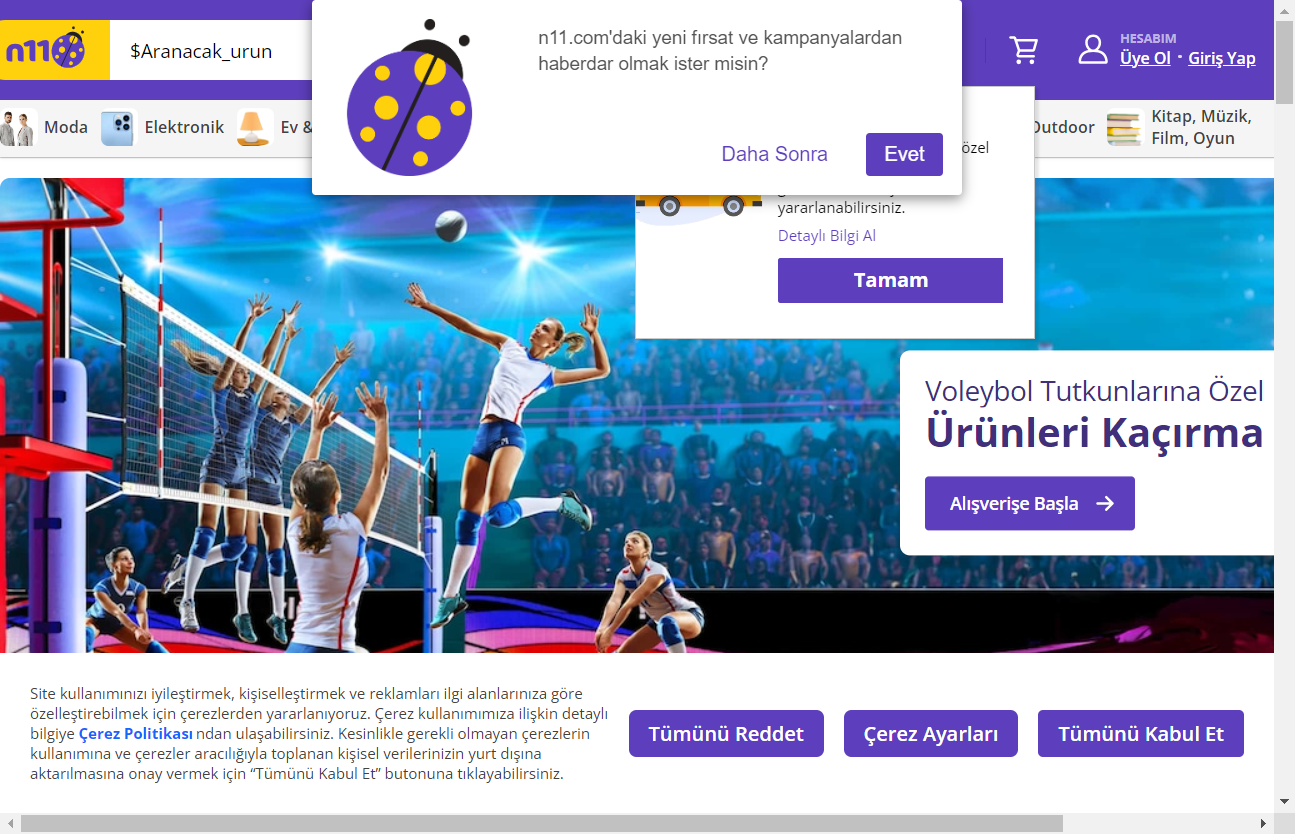 n11
$Aranacak_urun
n11.com'daki yeni fırsat ve kampanyalardan
haberdar olmak ister misin?
Daha Sonra
Evet
HESABIM
Üye Ol · Giriş Yap
Moda
Elektronik
Ev &
Outdoor
Kitap, Müzik,
Film, Oyun
özel
yararlanabilirsiniz.
Detaylı Bilgi Al
Tamam
Voleybol Tutkunlarına Özel
Ürünleri Kaçırma
Alışverişe Başla
Site kullanımınızı iyileştirmek, kişiselleştirmek ve reklamları ilgi alanlarınıza göre
özelleştirebilmek için çerezlerden yararlanıyoruz. Çerez kullanımımıza ilişkin detaylı
bilgiye Çerez Politikası ndan ulaşabilirsiniz. Kesinlikle gerekli olmayan çerezlerin
kullanımına ve çerezler aracılığıyla toplanan kişisel verilerinizin yurt dışına
aktarılmasına onay vermek için “Tümünü Kabul Et” butonuna tıklayabilirsiniz.
Tümünü Reddet
Çerez Ayarları
Tümünü Kabul Et